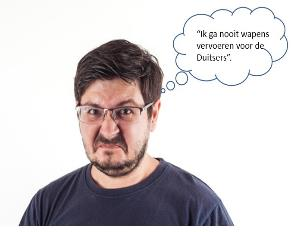 “Ik ga nooit wapens
vervoeren voor de
Duitsers”.